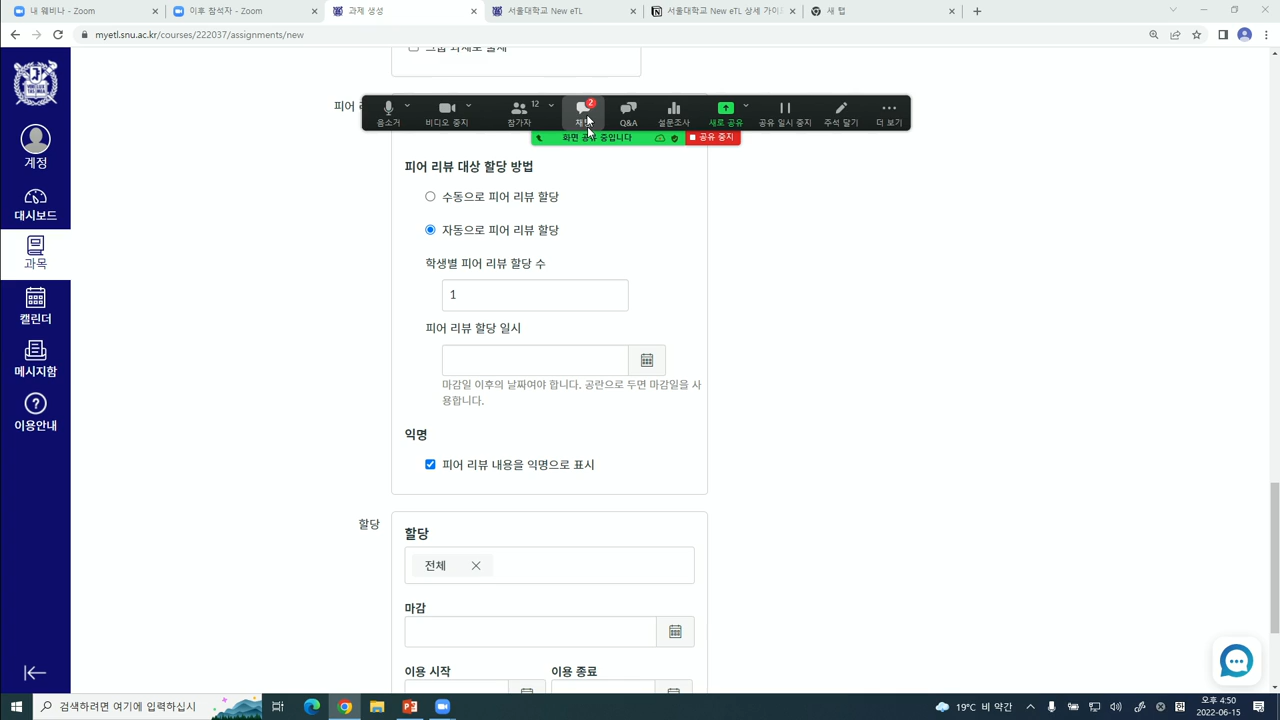 내 웨비나 - Zoom
이후 참석자 - Zoom
과제 생성
서울대학교 New eTL
서울대학교 New eTL 상세 가이
새 탭
myetl.snu.ac.kr/courses/222037/assignments/new
계정
대시보드
과목
캘린더
메시지함
이용안내
피어
음소거
비디오 중지
12
참가자
2
Q&A
설문조사
새로 공유
공유 일시 중지
주석 달기
더 보기
화면 공유 중입니다
공유 중지
피어 리뷰 대상 할당 방법
수동으로 피어 리뷰 할당
자동으로 피어 리뷰 할당
학생별 피어 리뷰 할당 수
1
피어 리뷰 할당 일시
마감일 이후의 날짜여야 합니다. 공란으로 두면 마감일을 사
용합니다.
익명
피어 리뷰 내용을 익명으로 표시
할당
할당
전체
마감
이용 시작
이용 종료
검색하려면 여기에 입력하십시
19°C 비 약간
오후 4:50
2022-06-15